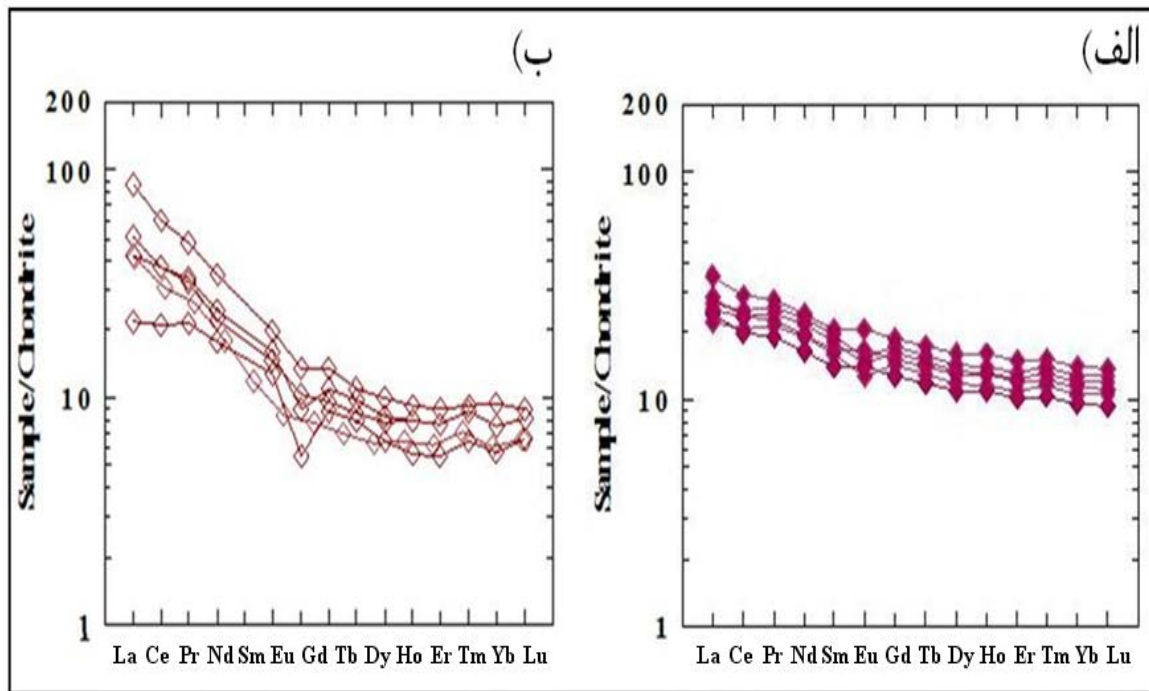 الف)
200
100
10
1
Sample/Chondrite
La Ce Pr Nd Sm Eu Gd Tb Dy Ho Er Tm Yb Lu
ب)
200
100
10
1
Sample/Chondrite
La Ce Pr Nd Sm Eu Gd Tb Dy Ho Er Tm Yb Lu